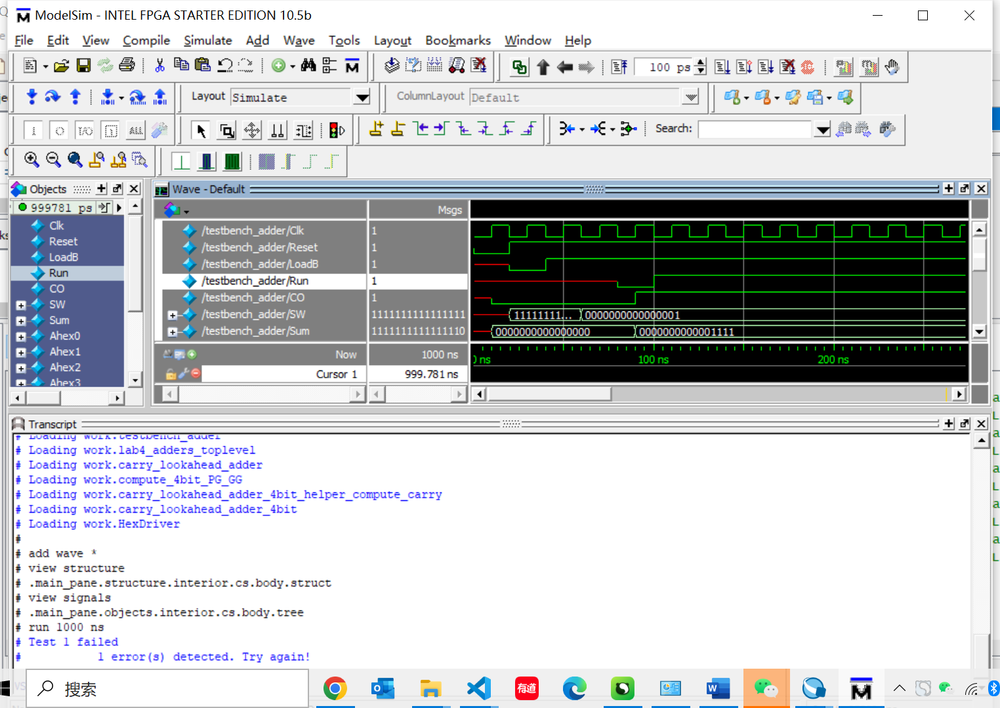 ModelSim - INTEL FPGA STARTER EDITION 10.5b
File Edit View Compile Simulate Add Wave Tools Layout Bookmarks Window Help
100 ps
Layout Simulate
ColumnLayout Default
Search:
Objects
999781 ps
Clk
Reset
LoadB
Run
CO
SW
Sum
Ahex0
Ahex1
Ahex2
Ahex3
Wave - Default
Msgs
/testbench_adder/Clk 1
/testbench_adder/Reset 1
/testbench_adder/LoadB 1
/testbench_adder/Run 1
/testbench_adder/CO 1
/testbench_adder/SW 1111111111111111 11111111... 0000000000000001
/testbench_adder/Sum 1111111111111110 0000000000000000 0000000000001111
Now 1000 ns
Cursor 1 999.781 ns
ns 100 ns 200 ns
Transcript
# Loading work.testbench_adder
# Loading work.lab4_adders_toplevel
# Loading work.carry_lookahead_adder
# Loading work.compute_4bit_PG_GG
# Loading work.carry_lookahead_adder_4bit_helper_compute_carry
# Loading work.carry_lookahead_adder_4bit
# Loading work.HexDriver
#
# add wave *
# view structure
# .main_pane.structure.interior.cs.body.struct
# view signals
# .main_pane.objects.interior.cs.body.tree
# run 1000 ns
# Test 1 failed
# 1 error(s) detected. Try again!
搜索
有道